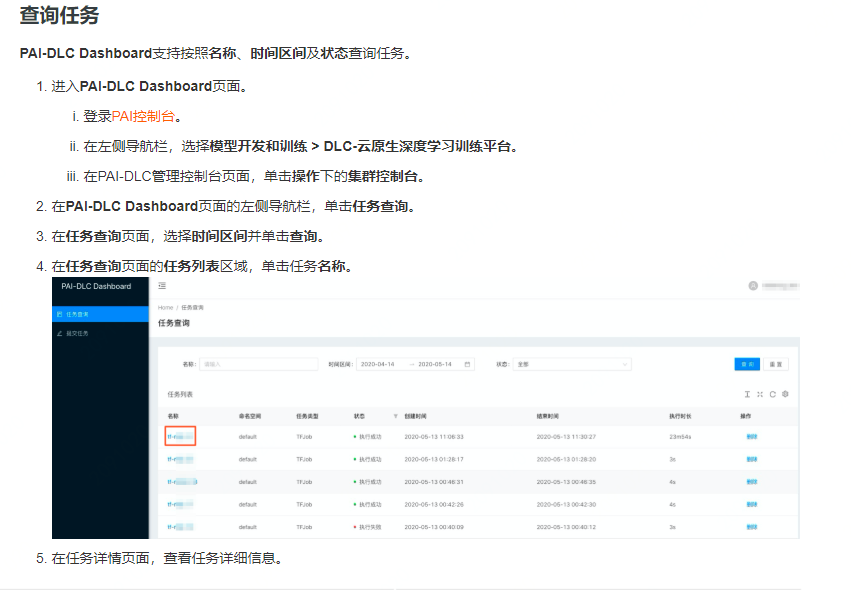 查询任务
PAI-DLC Dashboard支持按照名称、时间区间及状态查询任务。
1. 进入PAI-DLC Dashboard页面。
i. 登录PAI控制台。
ii. 在左侧导航栏，选择模型开发和训练 > DLC-云原生深度学习训练平台。
iii. 在PAI-DLC管理控制台页面，单击操作下的集群控制台。
2. 在PAI-DLC Dashboard页面的左侧导航栏，单击任务查询。
3. 在任务查询页面，选择时间区间并单击查询。
4. 在任务查询页面的任务列表区域，单击任务名称。
PAI-DLC Dashboard
Home / 任务查询
任务查询
任务查询
提交任务
名称: 请输入 时间区间: 2020-04-14 ~ 2020-05-14 状态: 全部 查询 重置
任务列表
名称 命名空间 任务类型 状态 创建时间 结束时间 执行时长 操作
default TFJob 执行成功 2020-05-13 11:06:33 2020-05-13 11:30:27 23m54s 删除
default TFJob 执行成功 2020-05-13 01:28:17 2020-05-13 01:28:20 3s 删除
default TFJob 执行成功 2020-05-13 00:46:31 2020-05-13 00:46:35 4s 删除
default TFJob 执行成功 2020-05-13 00:42:26 2020-05-13 00:42:30 4s 删除
default TFJob 执行失败 2020-05-13 00:40:09 2020-05-13 00:40:12 3s 删除
5. 在任务详情页面，查看任务详细信息。